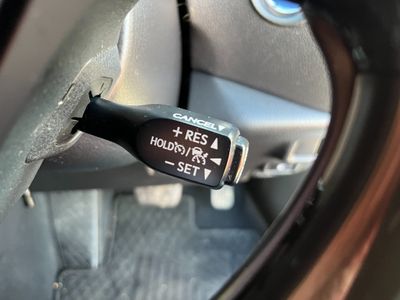 CANCEL▼
+RES▲
HOLD/
−SET▼